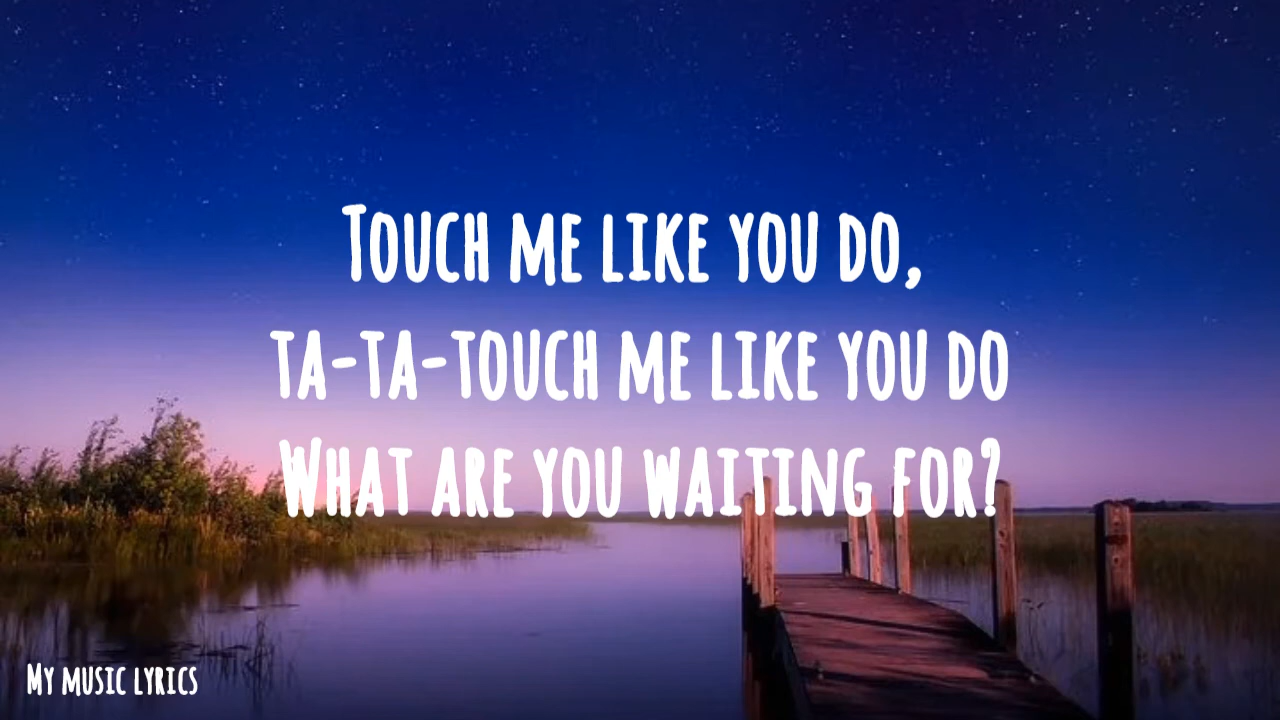 Touch me like you do,
ta-ta-touch me like you do
What are you waiting for?
My music lyrics